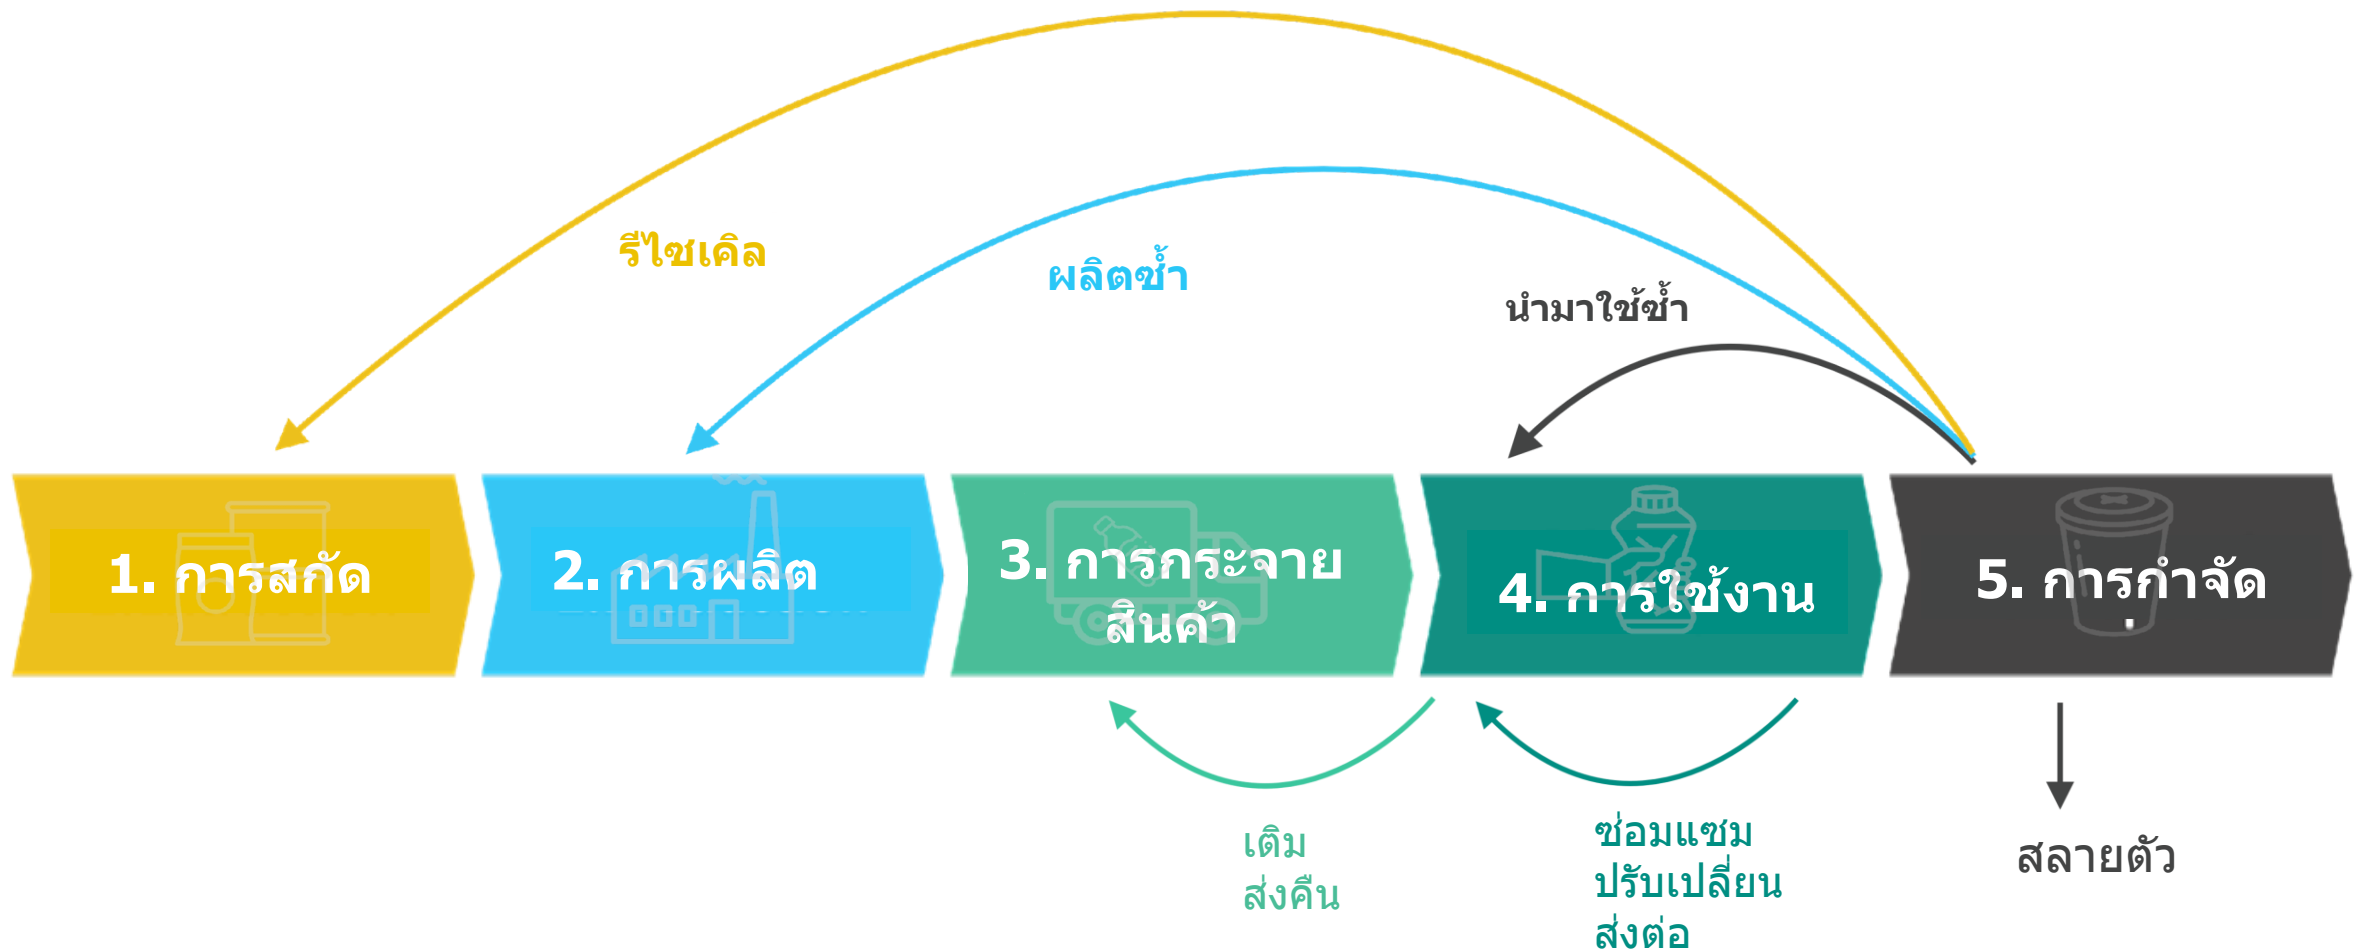 รีไซเคิล
ผลิตซ้ำ
นำมาใช้ซ้ำ
1. การสกัด
2. การผลิต
3. การกระจาย
สินค้า
4. การใช้งาน
5. การกำจัด
เติม
ส่งคืน
ซ่อมแซม
ปรับเปลี่ยน
ส่งต่อ
สลายตัว